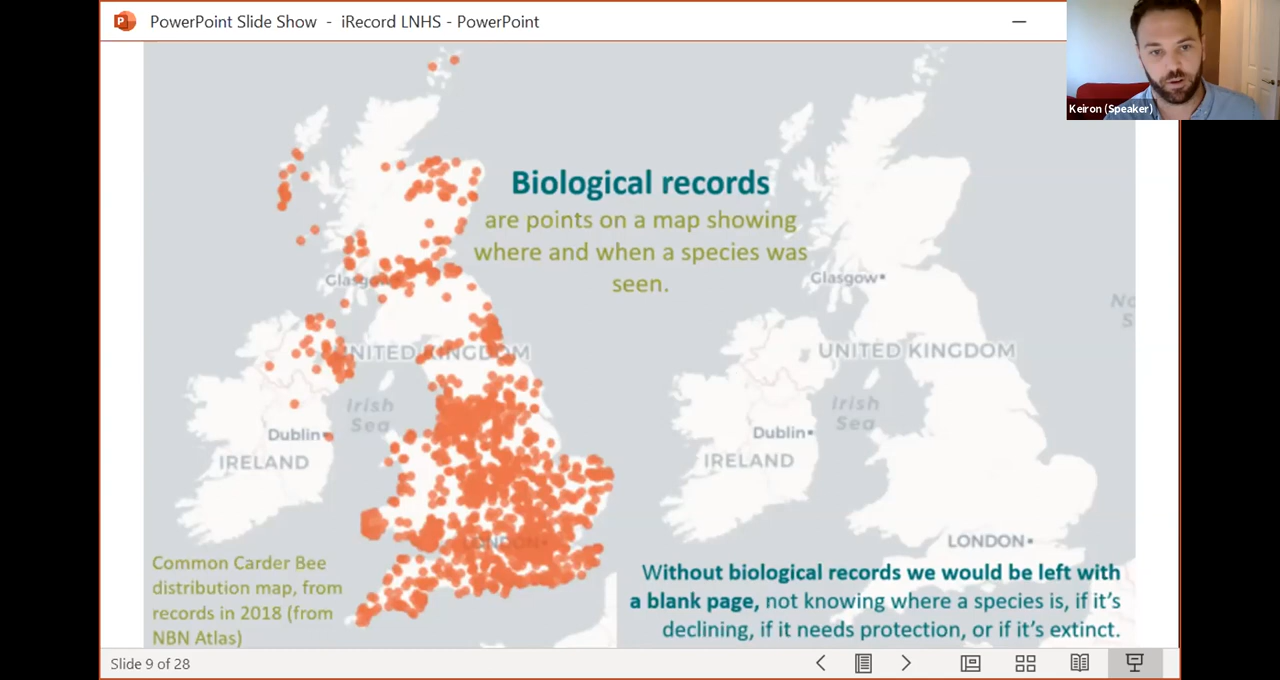 PowerPoint Slide Show - iRecord LNHS - PowerPoint
Keiron (Speaker)
Biological records
are points on a map showing
where and when a species was
seen.
Glasgow
UNITED KINGDOM
Irish
Sea
Dublin
IRELAND
LONDON
Common Carder Bee
distribution map, from
records in 2018 (from
NBN Atlas)
Glasgow
UNITED KINGDOM
Irish
Sea
Dublin
IRELAND
LONDON
No
S
Without biological records we would be left with
a blank page, not knowing where a species is, if it's
declining, if it needs protection, or if it's extinct.
Slide 9 of 28